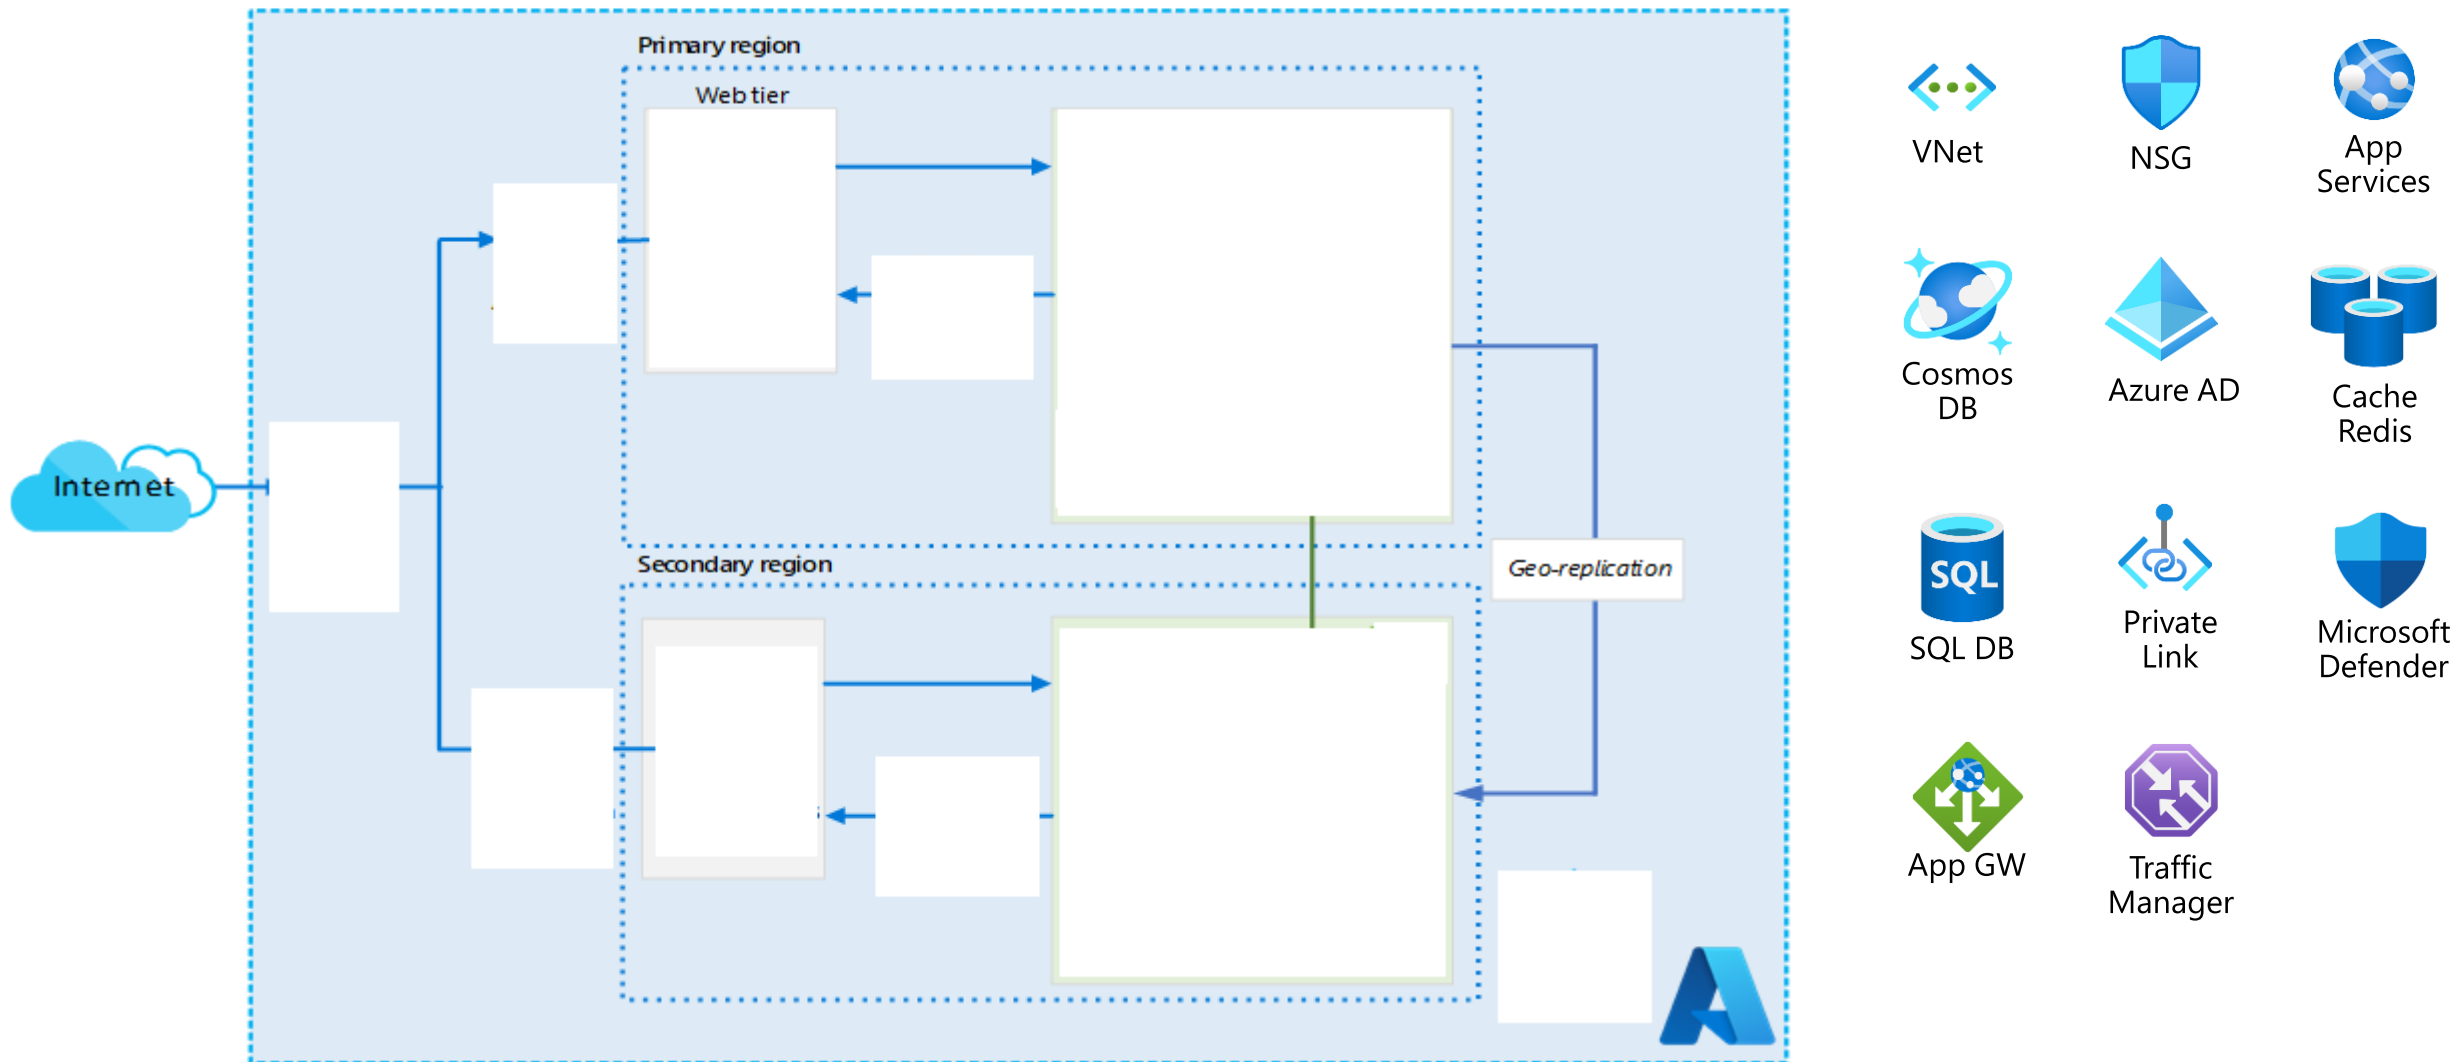 Primary region
Web tier
Internet
Secondary region
Geo-replication
VNet
NSG
App
Services
Cosmos
DB
Azure AD
Cache
Redis
SQL
SQL DB
Private
Link
Microsoft
Defender
App GW
Traffic
Manager